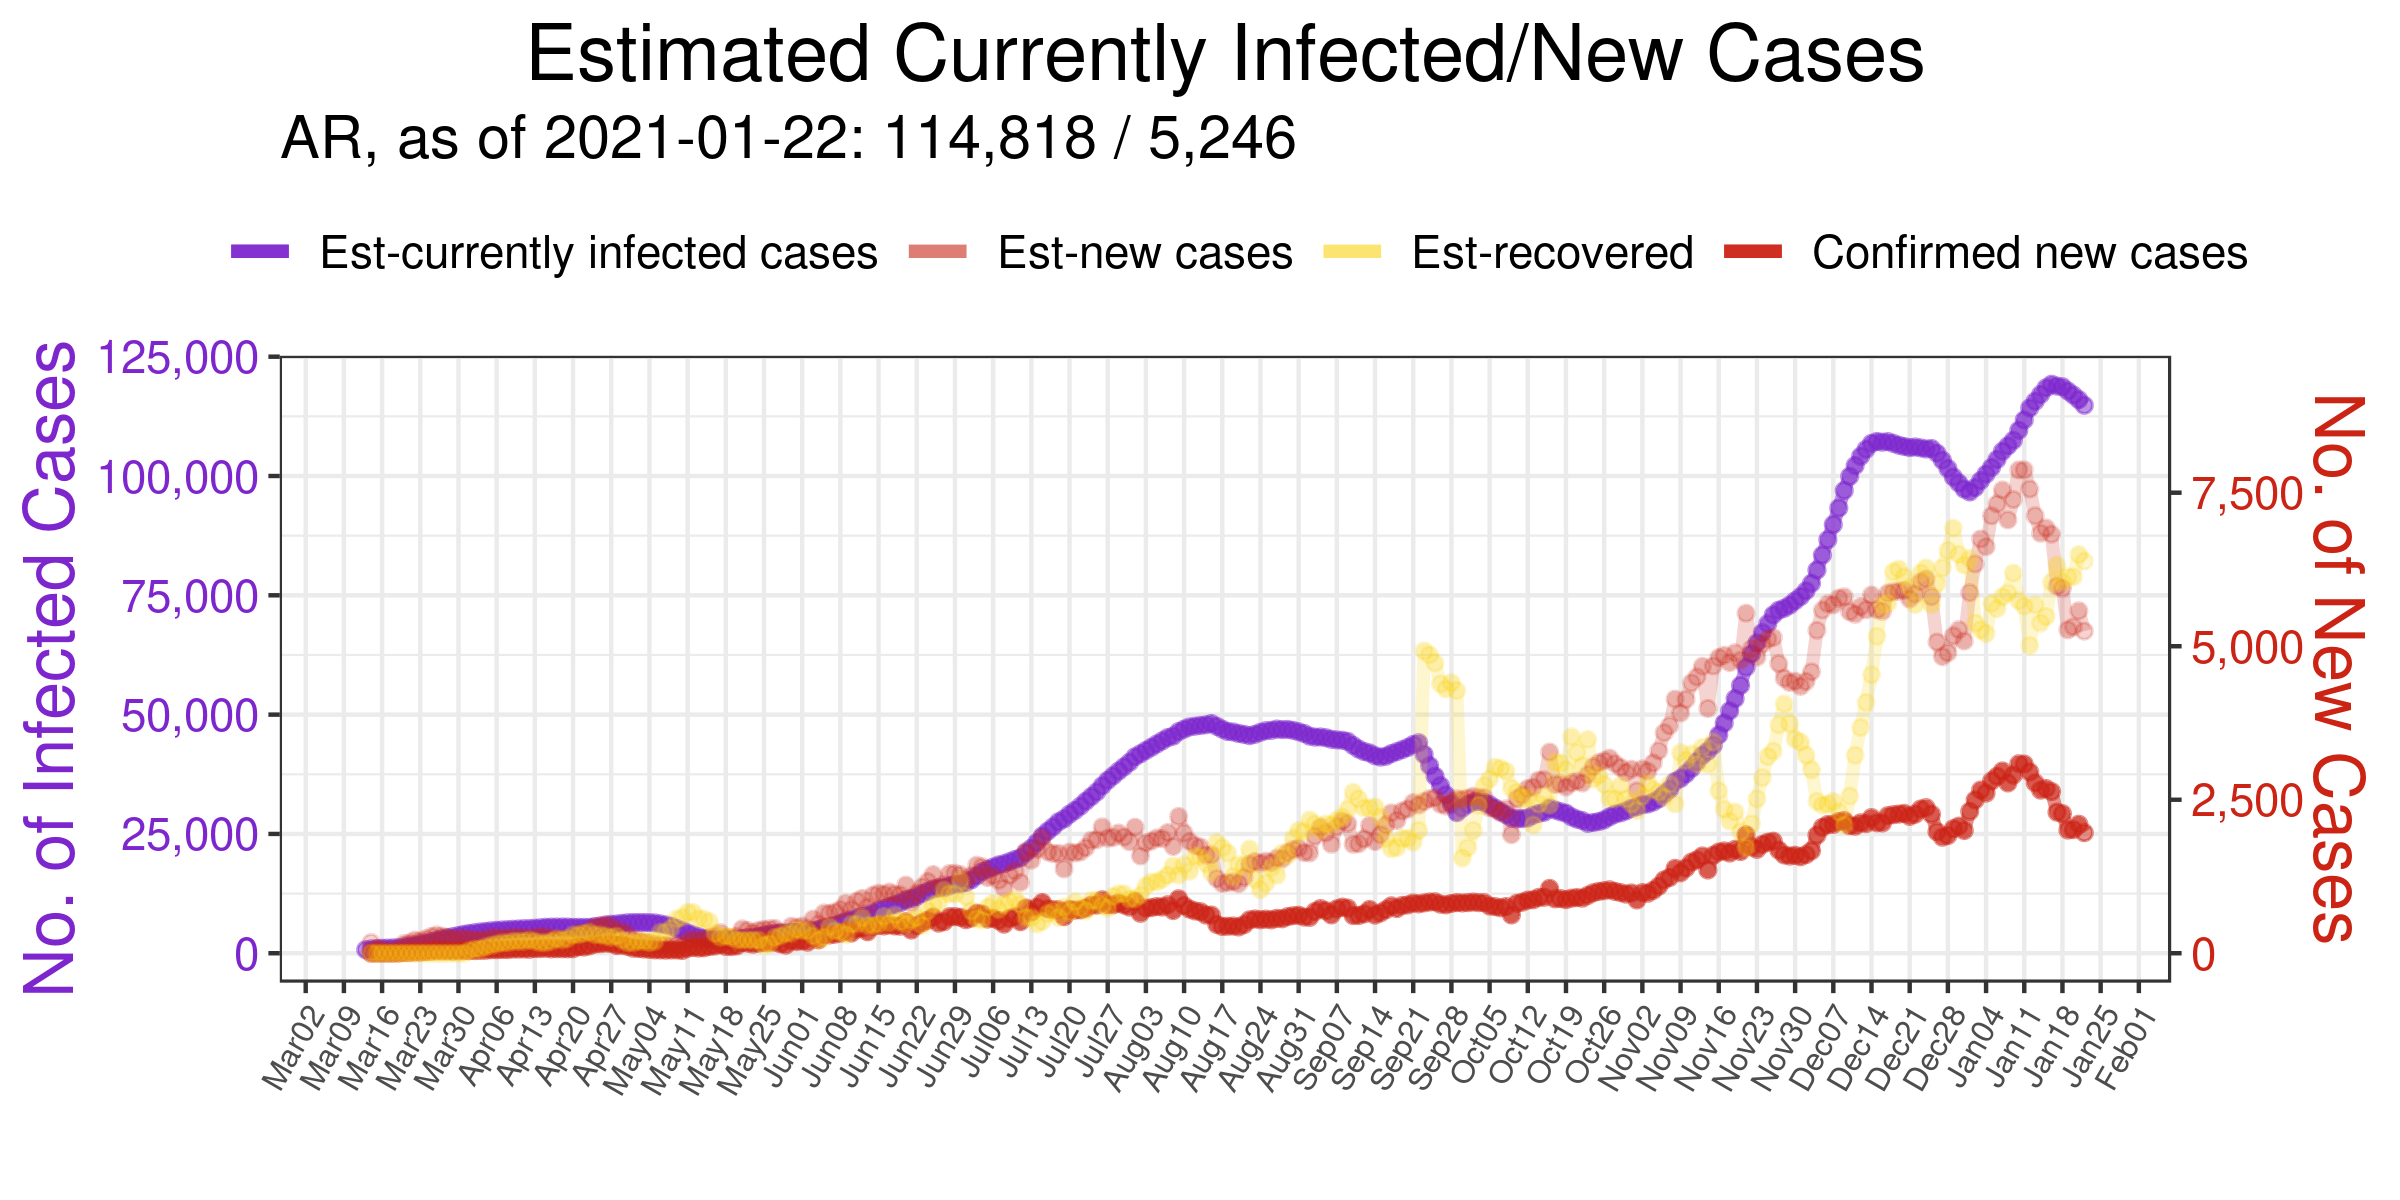 Estimated Currently Infected/New Cases
AR, as of 2021-01-22: 114,818 / 5,246
Est-currently infected cases Est-new cases Est-recovered Confirmed new cases
No. of Infected Cases
125,000
100,000
75,000
50,000
25,000
0
No. of New Cases
7,500
5,000
2,500
0
Mar02 Mar09 Mar16 Mar23 Mar30 Apr06 Apr13 Apr20 Apr27 May04 May11 May18 May25 Jun01 Jun08 Jun15 Jun22 Jun29 Jul06 Jul13 Jul20 Jul27 Aug03 Aug10 Aug17 Aug24 Aug31 Sep07 Sep14 Sep21 Sep28 Oct05 Oct12 Oct19 Oct26 Nov02 Nov09 Nov16 Nov23 Nov30 Dec07 Dec14 Dec21 Dec28 Jan04 Jan11 Jan18 Jan25 Feb01